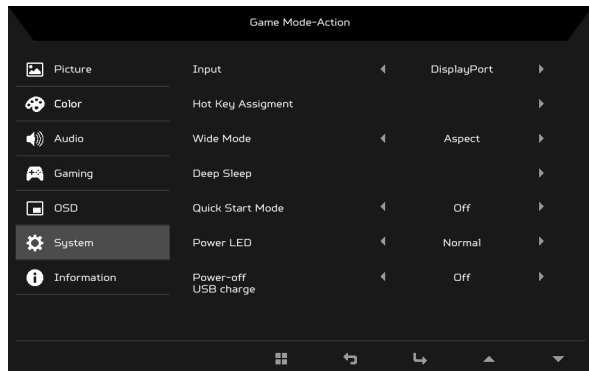 Game Mode-Action
Picture
Input DisplayPort
Color
Hot Key Assigment
Audio
Wide Mode Aspect
Gaming
Deep Sleep
OSD
Quick Start Mode Off
System
Power LED Normal
Information
Power-off Off
USB charge